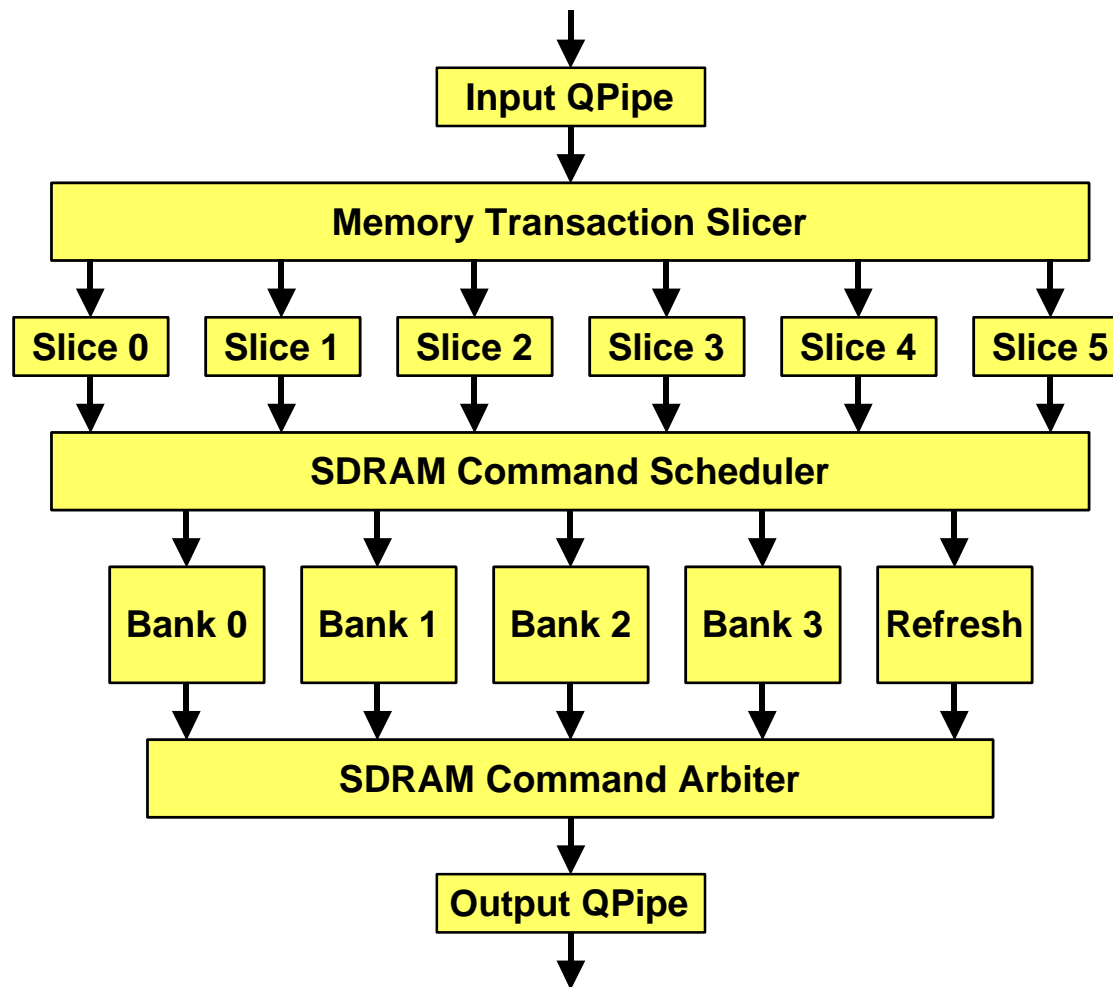 Input QPipe
Memory Transaction Slicer
Slice 0 Slice 1 Slice 2 Slice 3 Slice 4 Slice 5
SDRAM Command Scheduler
Bank 0 Bank 1 Bank 2 Bank 3 Refresh
SDRAM Command Arbiter
Output QPipe